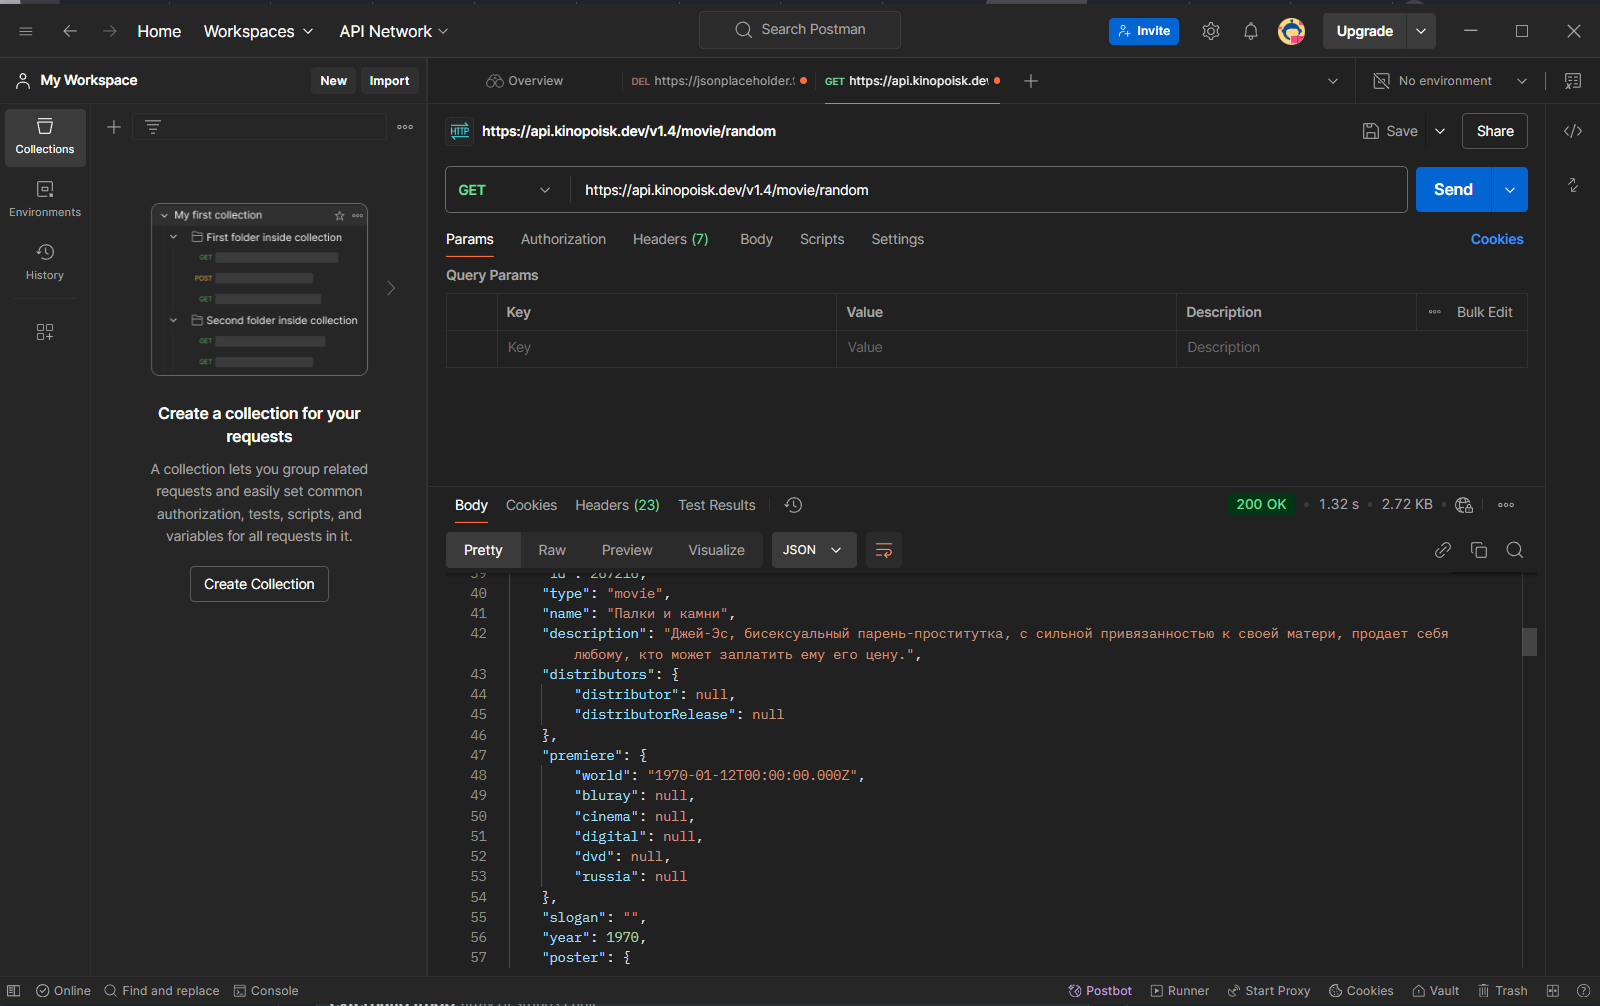 Home
Workspaces
API Network
Search Postman
Invite
Upgrade
My Workspace
New
Import
Overview
DEL https://jsonplaceholder.
GET https://api.kinopoisk.dev
No environment
Collections
Environments
History
My first collection
First folder inside collection
GET
POST
GET
Second folder inside collection
GET
GET
Create a collection for your
requests
A collection lets you group related
requests and easily set common
authorization, tests, scripts, and
variables for all requests in it.
Create Collection
HTTP https://api.kinopoisk.dev/v1.4/movie/random
Save
Share
GET https://api.kinopoisk.dev/v1.4/movie/random
Send
Params Authorization Headers (7) Body Scripts Settings
Cookies
Query Params
Key Value Description Bulk Edit
Key Value Description
Body Cookies Headers (23) Test Results
200 OK 1.32 s 2.72 KB
Pretty Raw Preview Visualize JSON
39 "id": 267216,
40 "type": "movie",
41 "name": "Палки и камни",
42 "description": "Джей-Эс, бисексуальный парень-проститутка, с сильной привязанностью к своей матери, продает себя
любому, кто может заплатить ему его цену.",
43 "distributors": {
44 "distributor": null,
45 "distributorRelease": null
46 },
47 "premiere": {
48 "world": "1970-01-12T00:00:00.000Z",
49 "bluray": null,
50 "cinema": null,
51 "digital": null,
52 "dvd": null,
53 "russia": null
54 },
55 "slogan": "",
56 "year": 1970,
57 "poster": {
Online
Find and replace
Console
Postbot
Runner
Start Proxy
Cookies
Vault
Trash